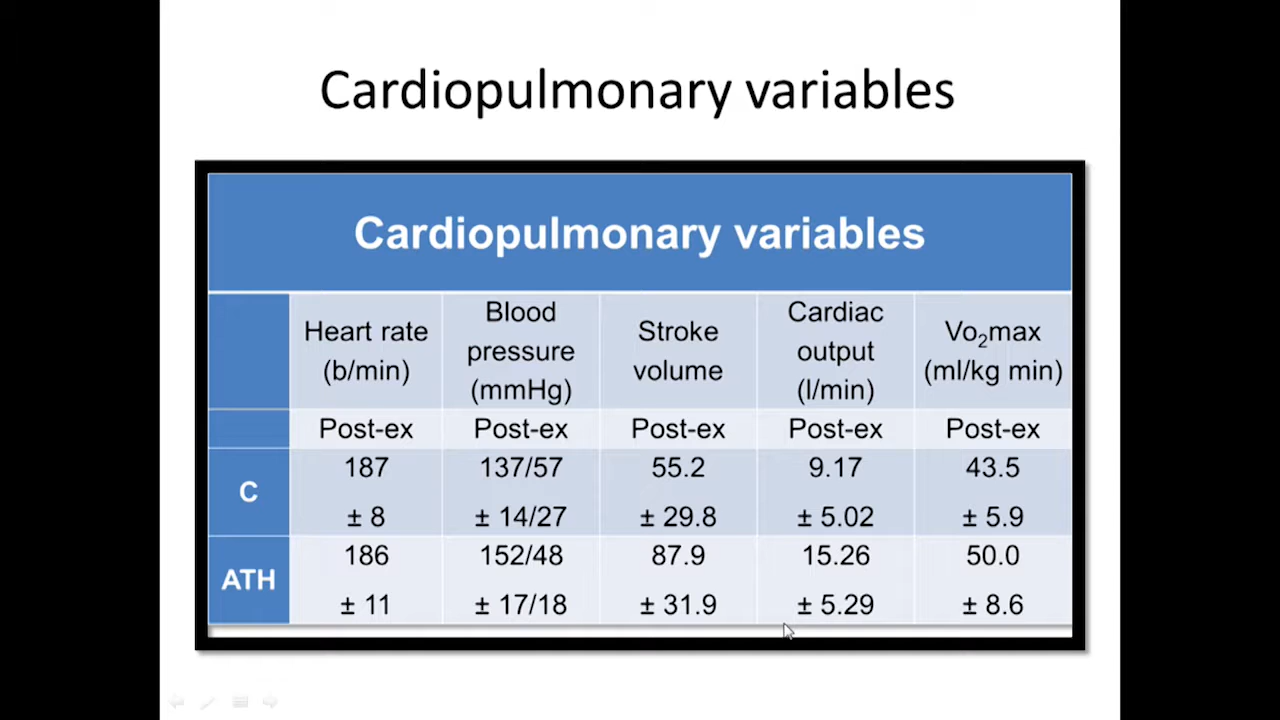 Cardiopulmonary variables
Cardiopulmonary variables
Heart rate (b/min) Blood pressure (mmHg) Stroke volume Cardiac output (l/min) Vo₂max (ml/kg min)
Post-ex Post-ex Post-ex Post-ex Post-ex
C 187 137/57 55.2 9.17 43.5
± 8 ± 14/27 ± 29.8 ± 5.02 ± 5.9
ATH 186 152/48 87.9 15.26 50.0
± 11 ± 17/18 ± 31.9 ± 5.29 ± 8.6